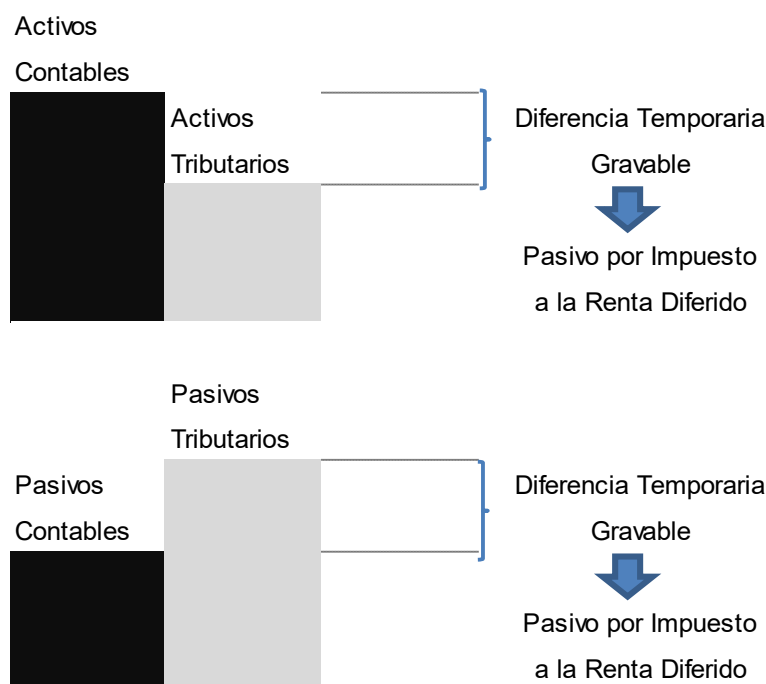 Activos
Contables
Activos
Tributarios
Diferencia Temporaria
Gravable
Pasivo por Impuesto
a la Renta Diferido
Pasivos
Tributarios
Pasivos
Contables
Diferencia Temporaria
Gravable
Pasivo por Impuesto
a la Renta Diferido